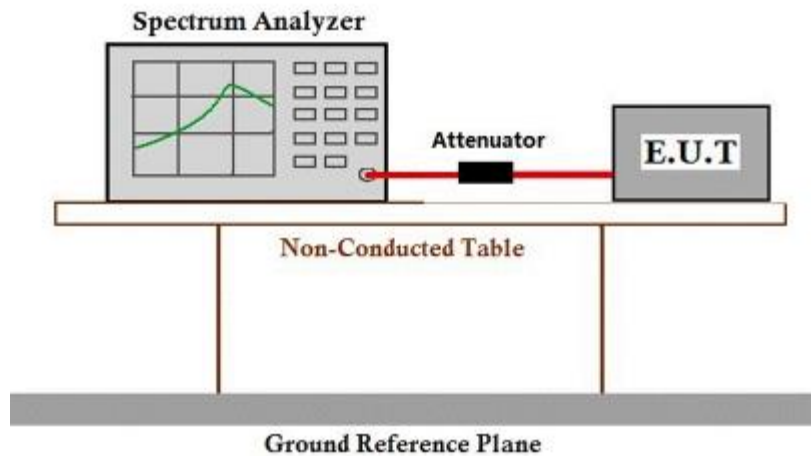 Spectrum Analyzer
Attenuator
E.U.T
Non-Conducted Table
Ground Reference Plane